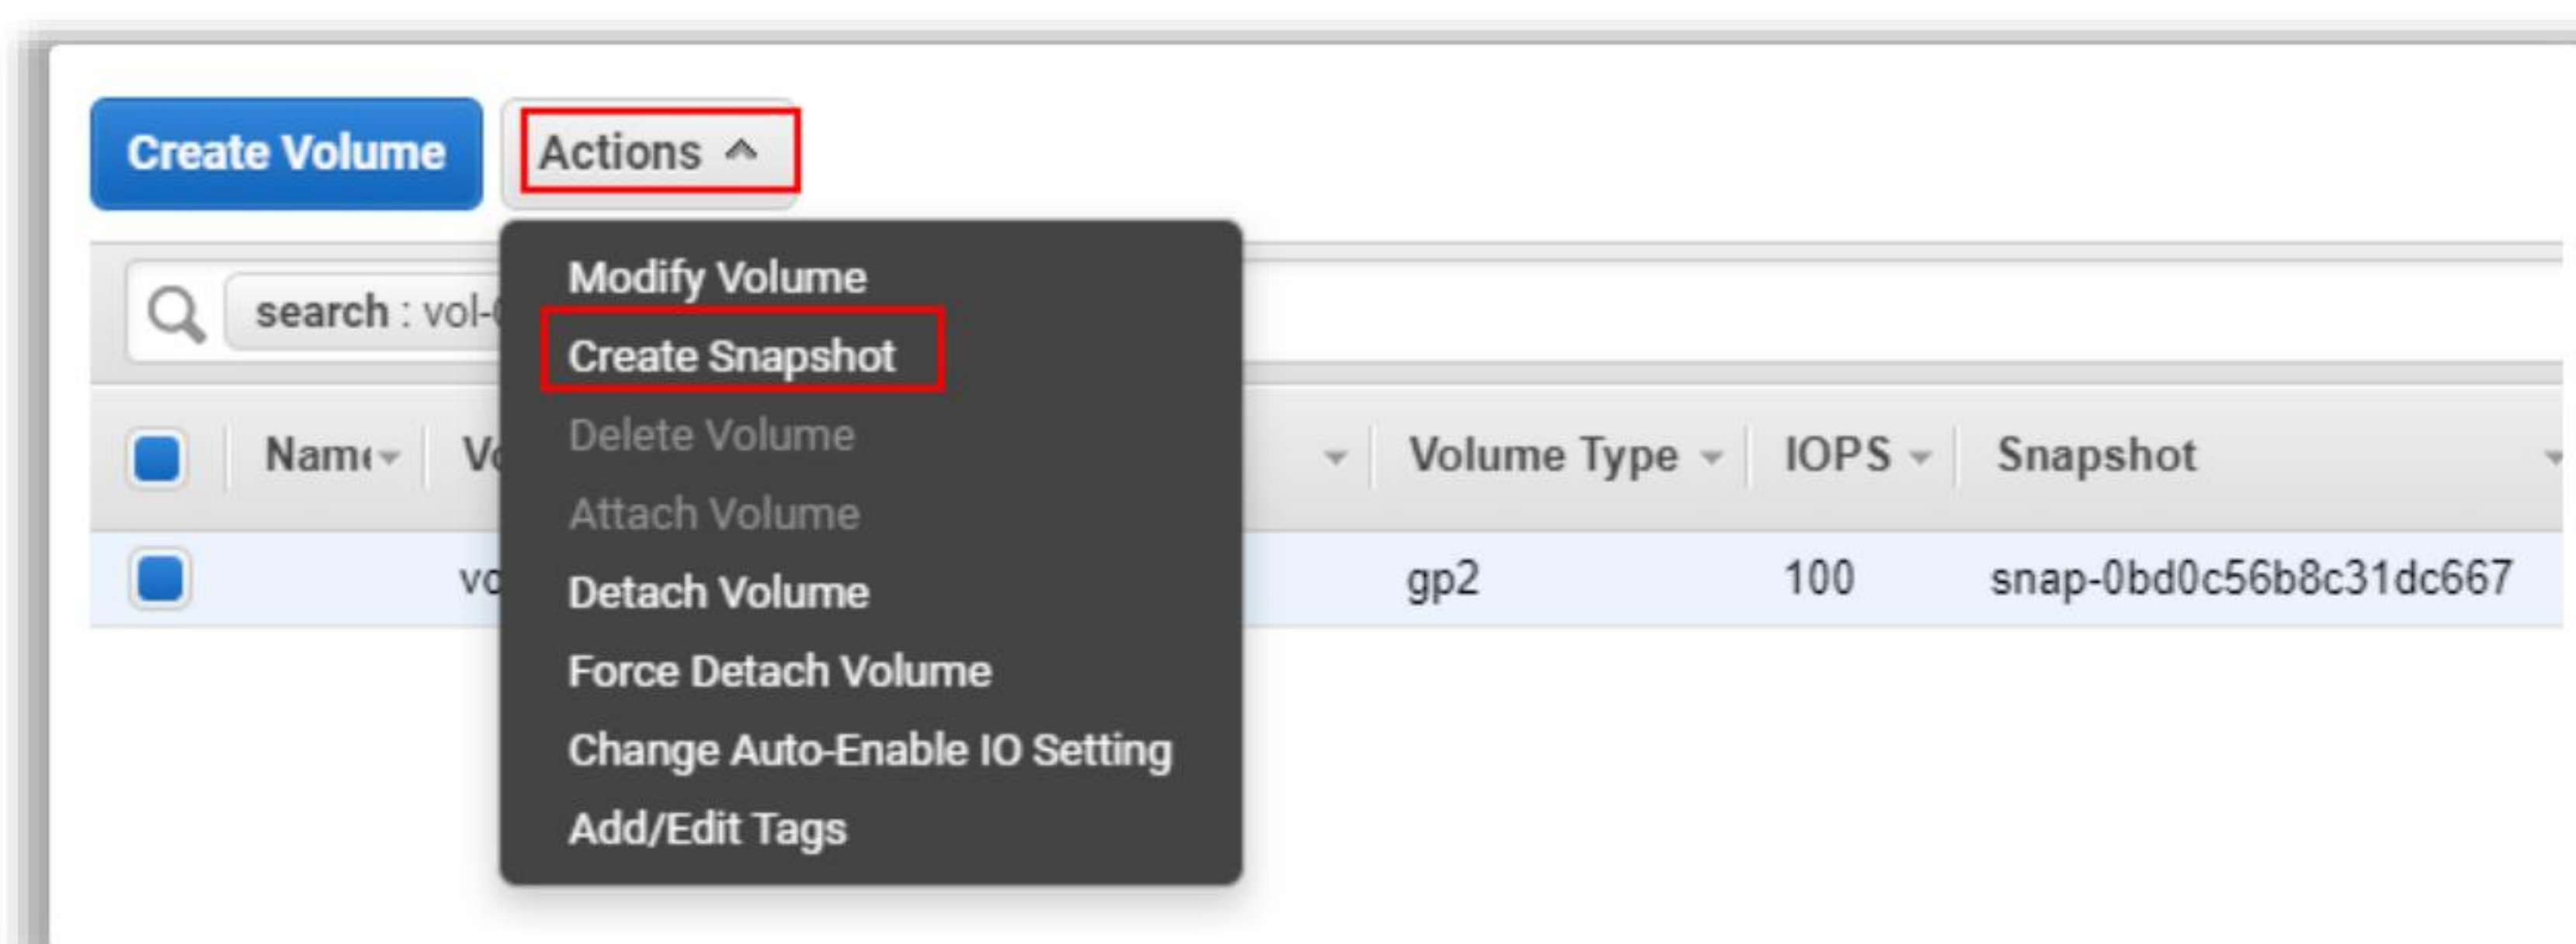 Create Volume Actions
Modify Volume
search : vol-
Create Snapshot
Delete Volume
Name Volume Type IOPS Snapshot
Attach Volume
gp2 100 snap-0bd0c56b8c31dc667
Detach Volume
Force Detach Volume
Change Auto-Enable IO Setting
Add/Edit Tags